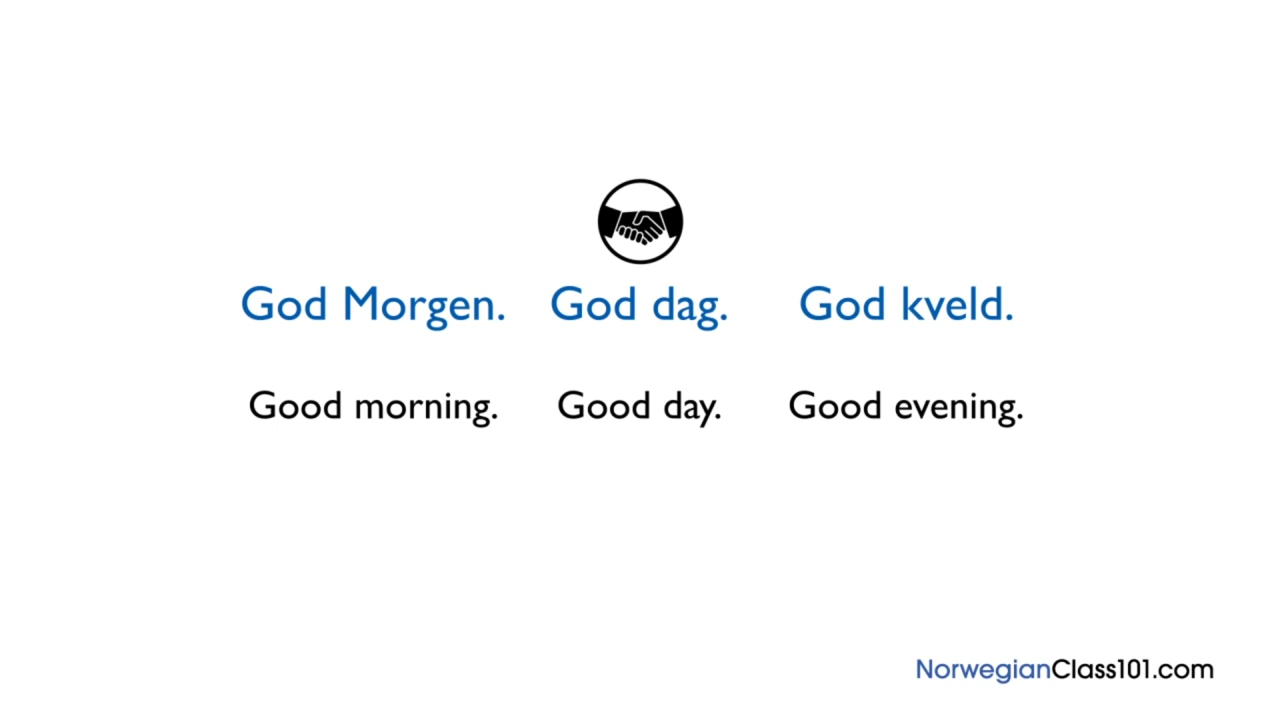 God Morgen. God dag. God kveld.
Good morning. Good day. Good evening.
NorwegianClass101.com